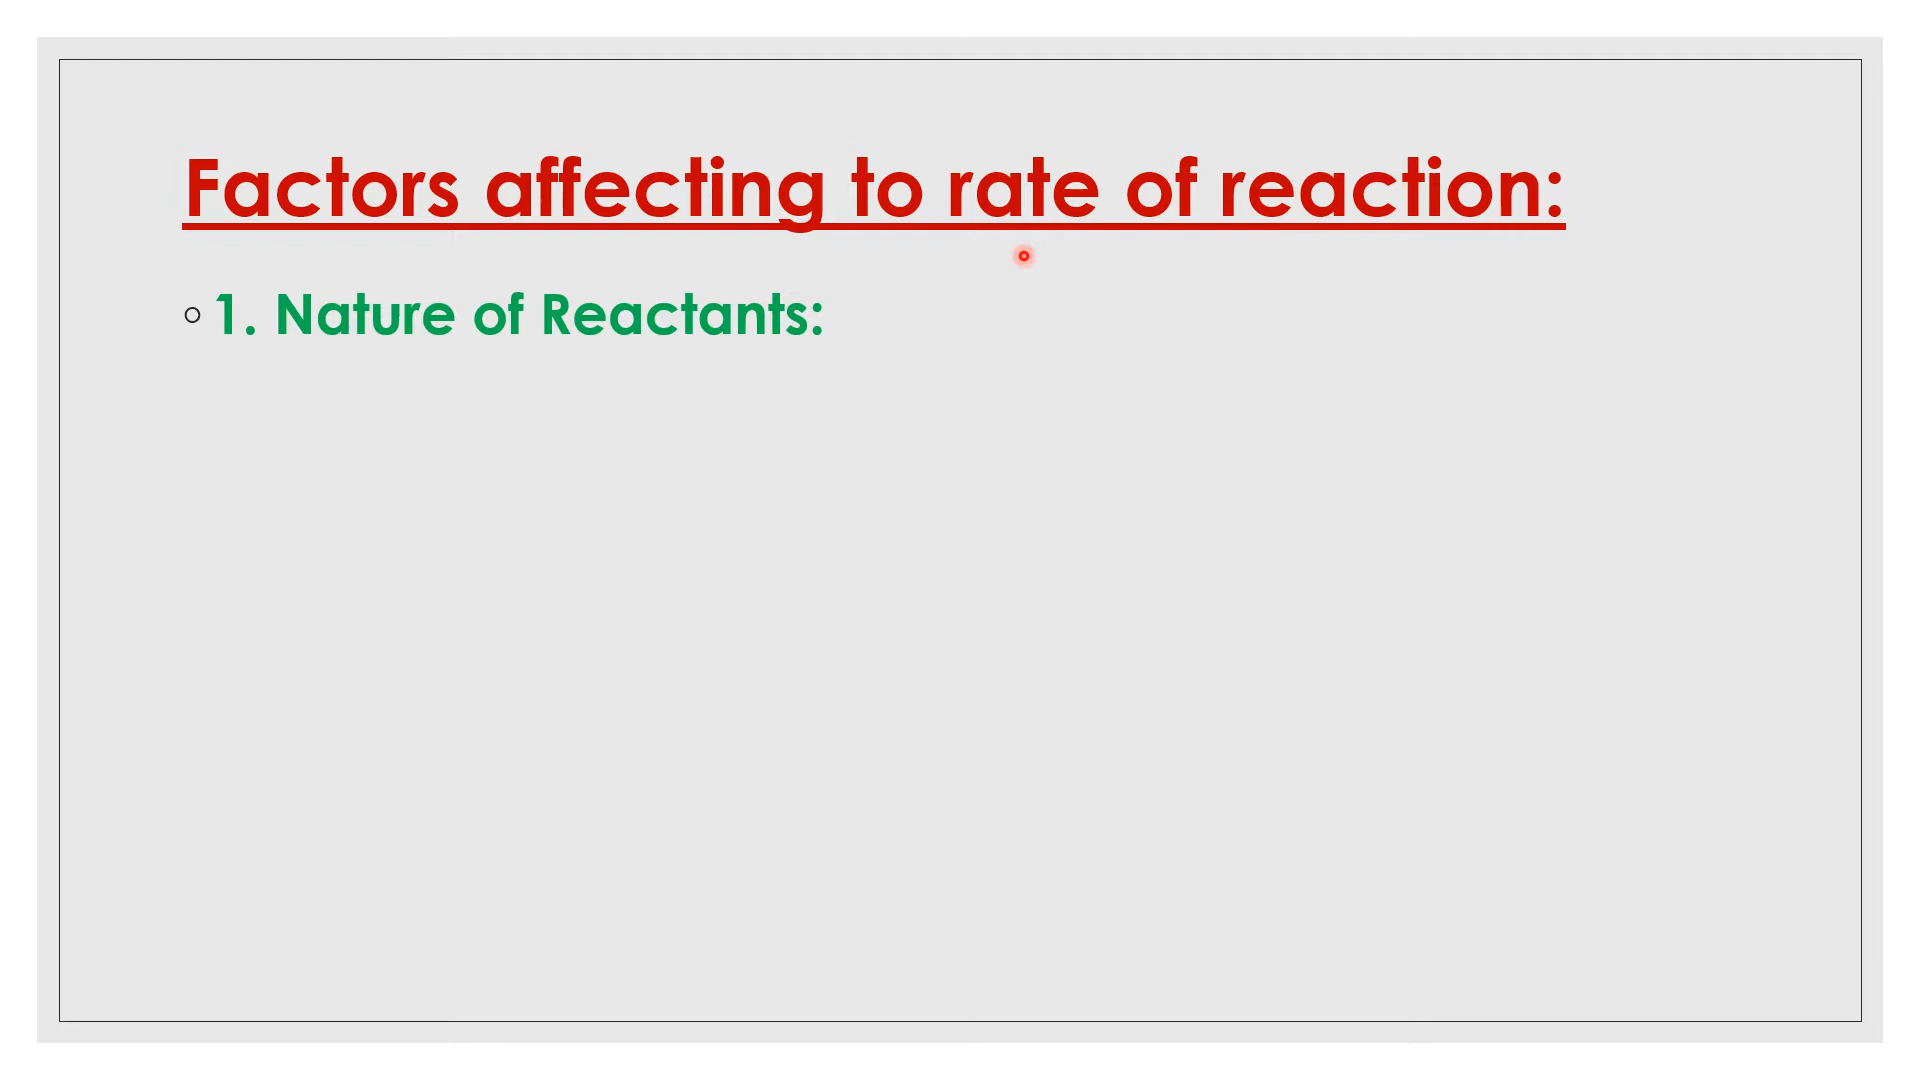 Factors affecting to rate of reaction:
1. Nature of Reactants: